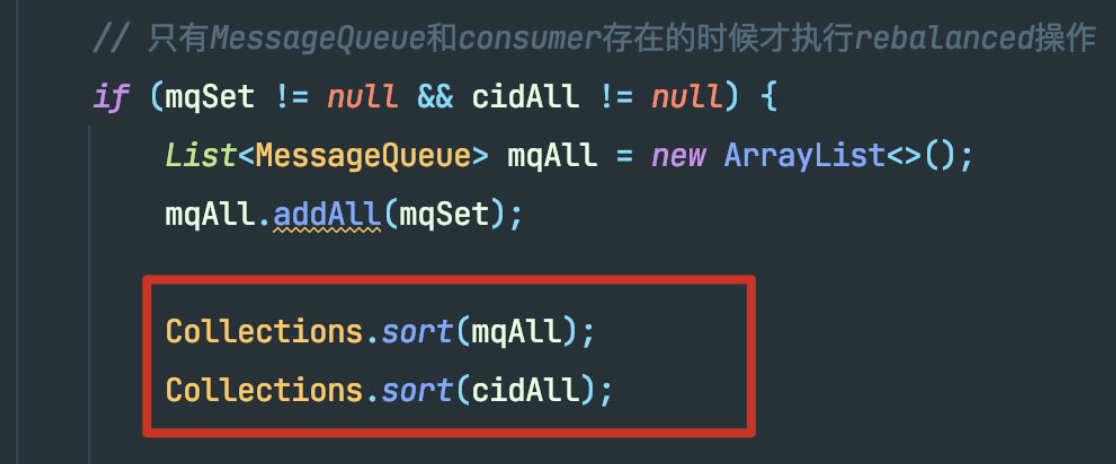 // 只有MessageQueue和consumer存在的时候才执行rebalanced操作
if (mqSet != null && cidAll != null) {
List<MessageQueue> mqAll = new ArrayList<>();
mqAll.addAll(mqSet);
Collections.sort(mqAll);
Collections.sort(cidAll);